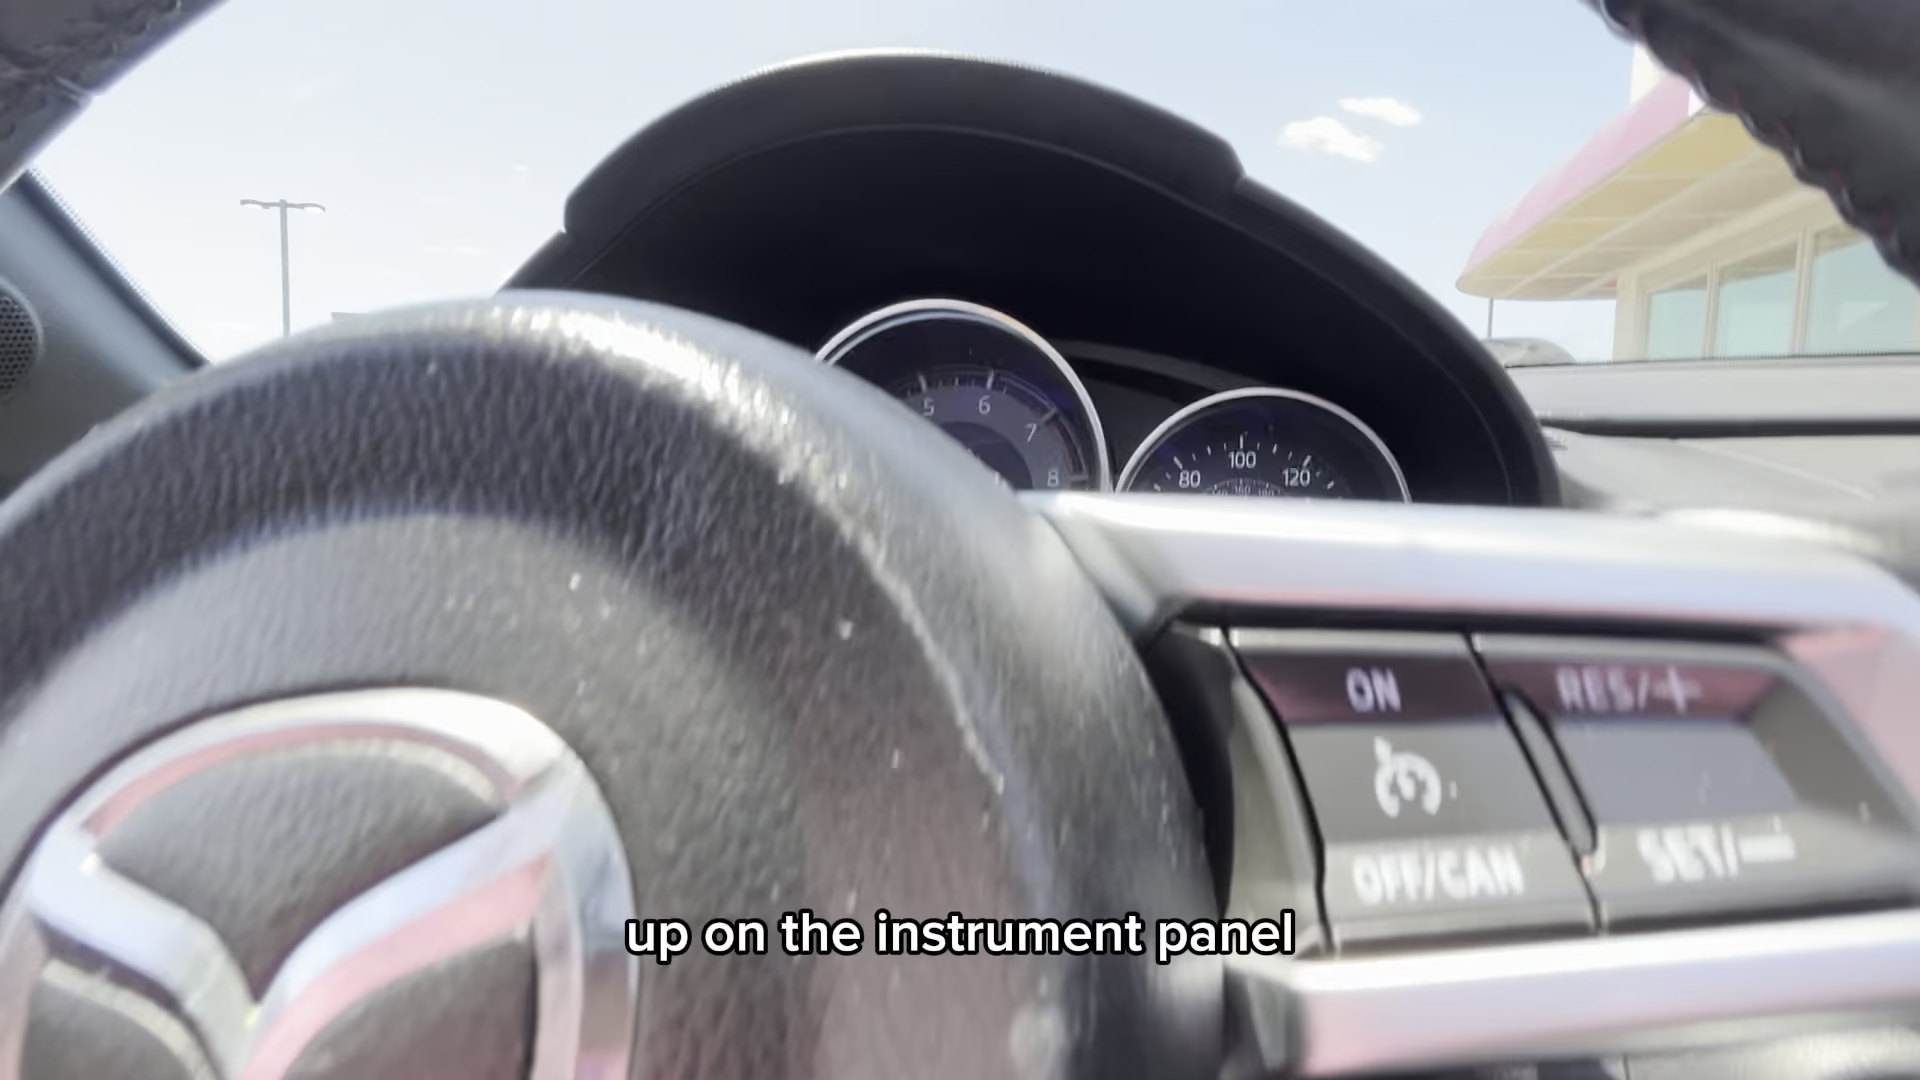 5 6 7 8
80 100 120
ON
RES/+
OFF/CAN
SET/—
up on the instrument panel